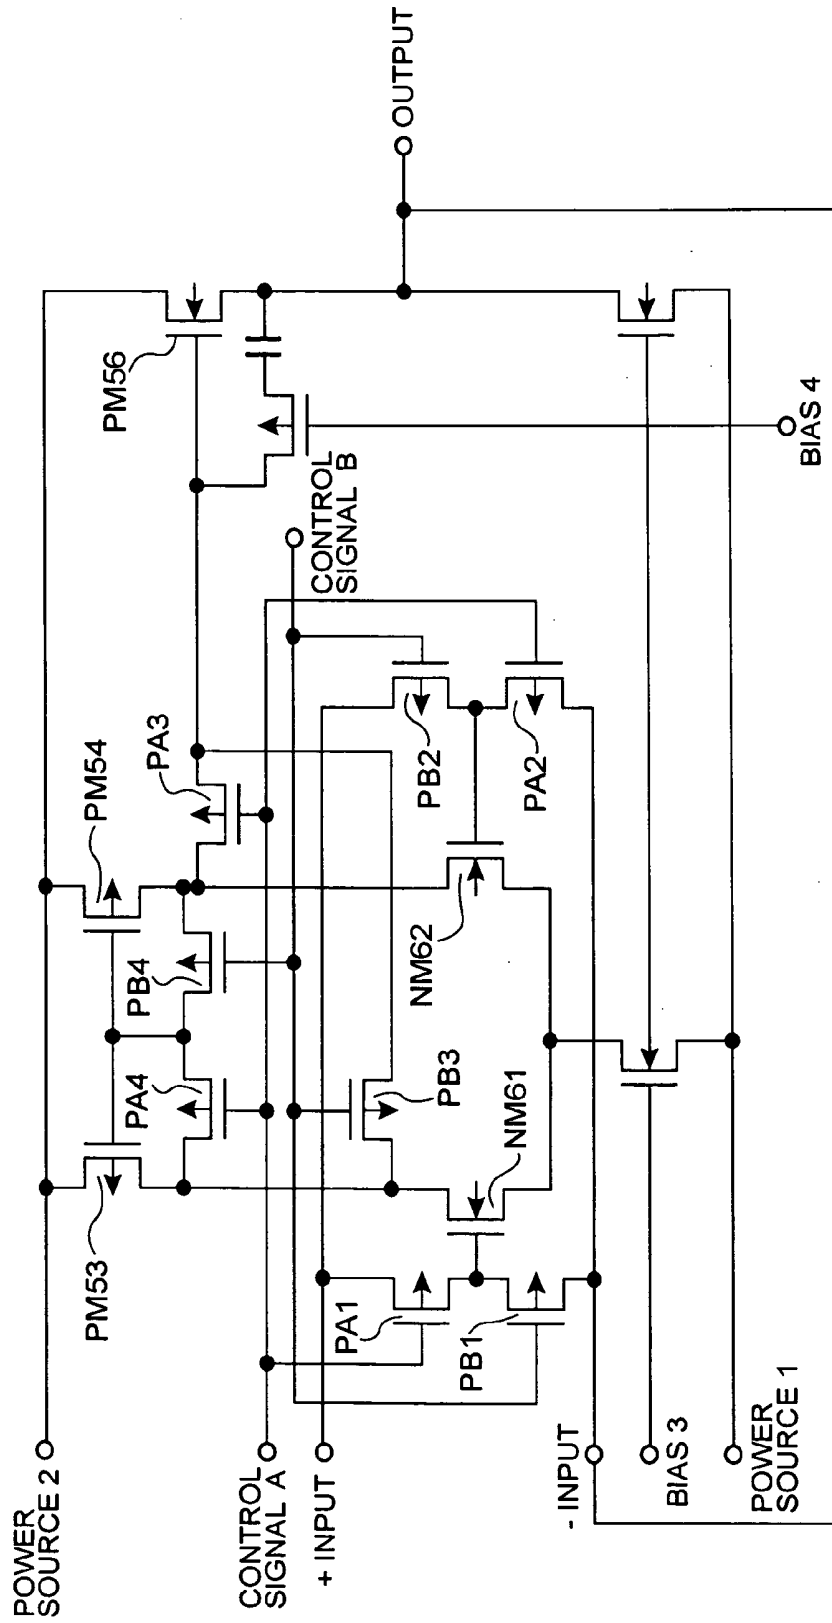 POWER
SOURCE 2
CONTROL
SIGNAL A
+ INPUT
- INPUT
BIAS 3
POWER
SOURCE 1
PM53
PA4
PB4
PM54
PA3
PM56
PA1
PB1
NM61
PB3
NM62
PB2
PA2
CONTROL
SIGNAL B
BIAS 4
OUTPUT